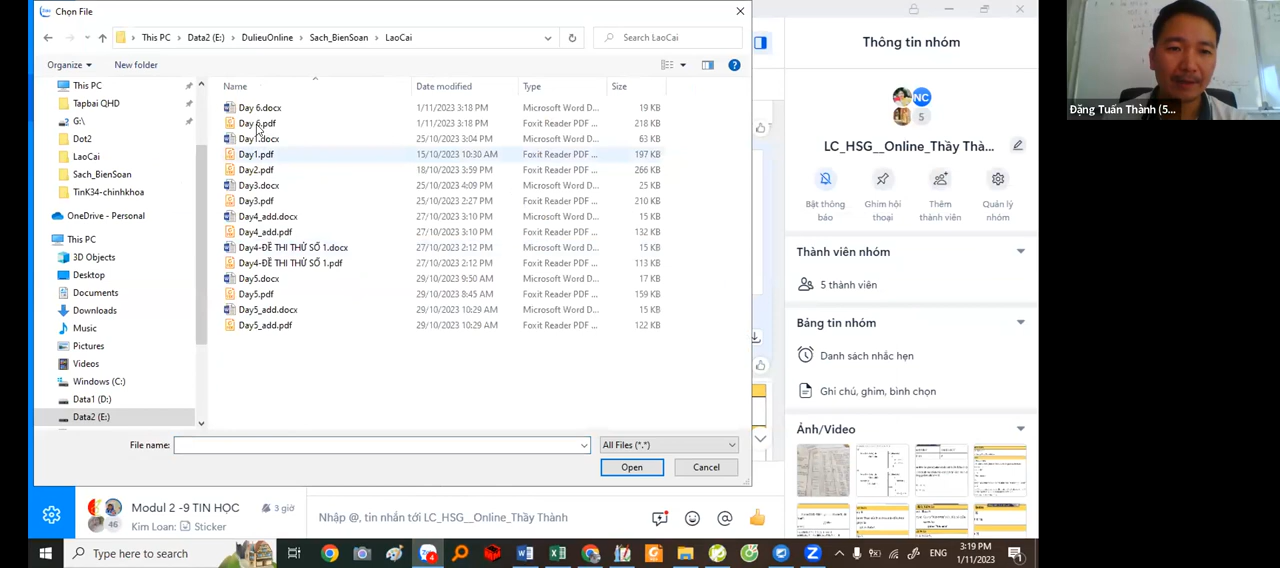 Chọn File
This PC > Data2 (E:) > DulieuOnline > Sach_BienSoan > LaoCai
Search LaoCai
Organize
New folder
This PC
Tapbai QHD
G:\
Dot2
LaoCai
Sach_BienSoan
TinK34-chinhkhoa
OneDrive - Personal
This PC
3D Objects
Desktop
Documents
Downloads
Music
Pictures
Videos
Windows (C:)
Data1 (D:)
Data2 (E:)
Name Date modified Type Size
Day 6.docx 1/11/2023 3:18 PM Microsoft Word D... 19 KB
Day 6.pdf 1/11/2023 3:18 PM Foxit Reader PDF ... 218 KB
Day1.docx 25/10/2023 3:04 PM Microsoft Word D... 63 KB
Day1.pdf 15/10/2023 10:30 AM Foxit Reader PDF ... 197 KB
Day2.pdf 18/10/2023 3:59 PM Foxit Reader PDF ... 266 KB
Day3.docx 25/10/2023 4:09 PM Microsoft Word D... 25 KB
Day3.pdf 25/10/2023 2:27 PM Foxit Reader PDF ... 210 KB
Day4_add.docx 27/10/2023 3:10 PM Microsoft Word D... 15 KB
Day4_add.pdf 27/10/2023 3:10 PM Foxit Reader PDF ... 132 KB
Day4-ĐỀ THI THỬ SỐ 1.docx 27/10/2023 2:12 PM Microsoft Word D... 15 KB
Day4-ĐỀ THI THỬ SỐ 1.pdf 27/10/2023 2:12 PM Foxit Reader PDF ... 113 KB
Day5.docx 29/10/2023 9:50 AM Microsoft Word D... 17 KB
Day5.pdf 29/10/2023 8:45 AM Foxit Reader PDF ... 159 KB
Day5_add.docx 29/10/2023 10:29 AM Microsoft Word D... 15 KB
Day5_add.pdf 29/10/2023 10:29 AM Foxit Reader PDF ... 122 KB
File name:
All Files (*.*)
Open
Cancel
Modul 2 -9 TIN HỌC
3 giờ
Kim Loan: Sticker
Nhập @, tin nhắn tới LC_HSG__Online_Thầy Thành
Thông tin nhóm
NC
5
LC_HSG__Online_Thầy Thà...
Bật thông báo
Ghim hội thoại
Thêm thành viên
Quản lý nhóm
Thành viên nhóm
5 thành viên
Bảng tin nhóm
Danh sách nhắc hẹn
Ghi chú, ghim, bình chọn
Ảnh/Video
Đặng Tuấn Thành (5...
Type here to search
ENG
3:19 PM
1/11/2023